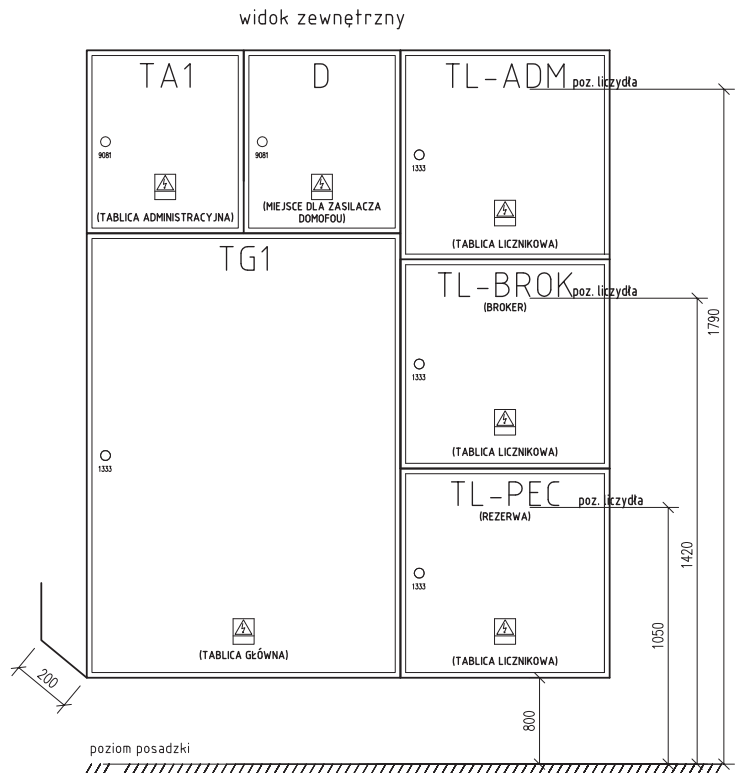 widok zewnętrzny
TA1
9081
(TABLICA ADMINISTRACYJNA)
D
9081
(MIEJSCE DLA ZASILACZA
DOMOFOU)
TL-ADM
poz. liczydła
1333
(TABLICA LICZNIKOWA)
TG1
1333
(TABLICA GŁÓWNA)
TL-BROK
poz. liczydła
(BROKER)
1333
(TABLICA LICZNIKOWA)
TL-PEC
poz. liczydła
(REZERWA)
1333
(TABLICA LICZNIKOWA)
1790
1420
1050
800
200
poziom posadzki